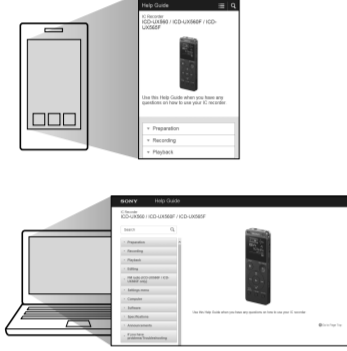 Help Guide
IC Recorder
ICD-UX560 / ICD-UX560F / ICD-
UX565F
Use this Help Guide when you have any
questions on how to use your IC recorder.
Preparation
Recording
Playback
SONY Help Guide
IC Recorder
ICD-UX560 / ICD-UX560F / ICD-UX565F
Search
Preparation
Recording
Playback
Editing
Settings menu
Computer
Software
Specifications
Announcements
Use this Help Guide when you have any questions on how to use your IC recorder.